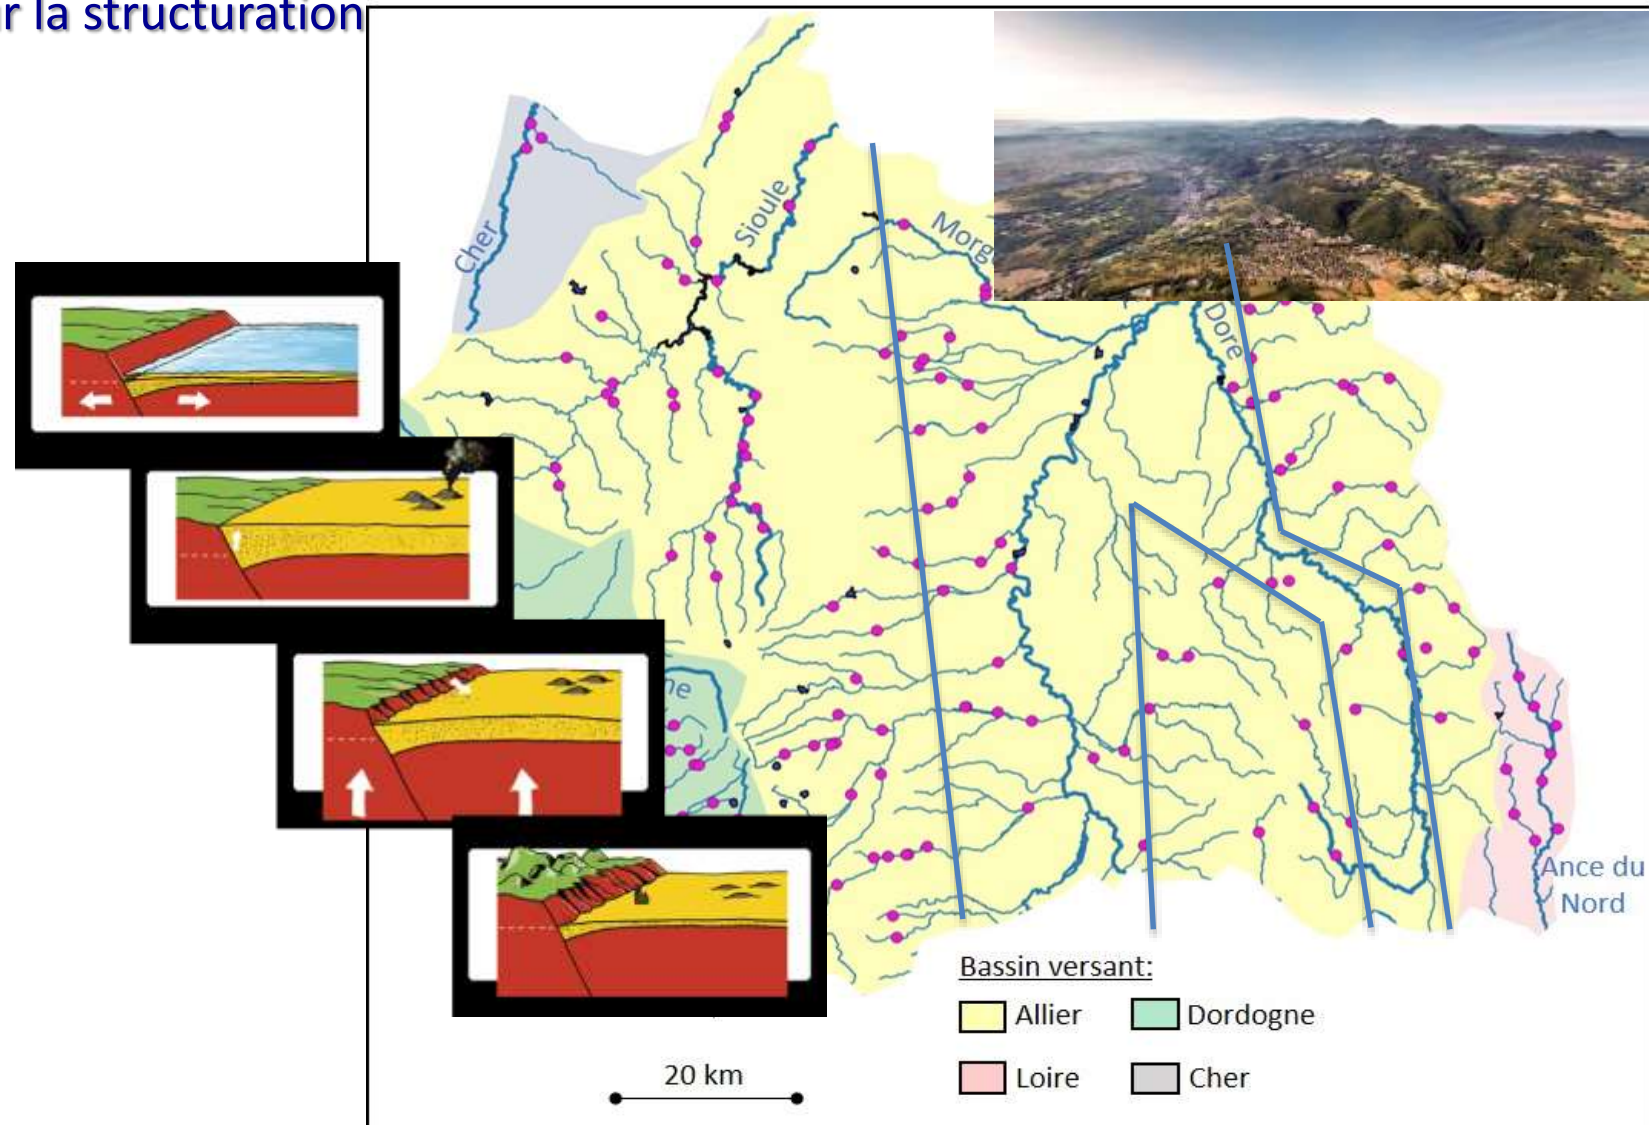 r la structuration
Cher
Sioule
Morg
Dore
ne
Ance du
Nord
Bassin versant:
Allier
Dordogne
Loire
Cher
20 km